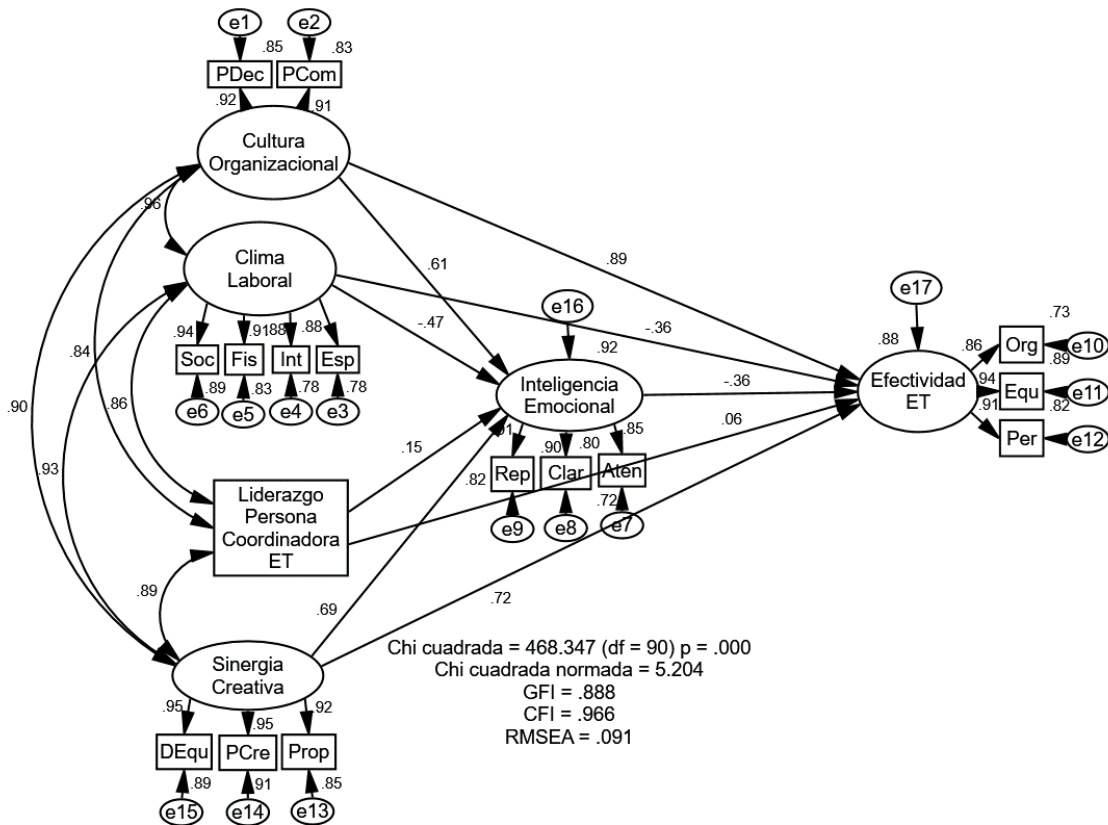 e1
e2
.85
.83
PDec
PCom
.92
.91
Cultura
Organizacional
.96
Clima
Laboral
.61
.89
e17
e16
-.47
-.36
.94
.91
.88
.88
Soc
Fis
Int
Esp
.89
.83
.78
.78
e6
e5
e4
e3
.92
Inteligencia
Emocional
-.36
.88
Efectividad
ET
.73
.86
Org
e10
.89
.94
Equ
e11
.82
.91
Per
e12
.84
.90
.86
.93
.15
.06
.90
.80
.85
Rep
Clar
Aten
.82
.72
e9
e8
e7
Liderazgo
Persona
Coordinadora
ET
.89
.69
.72
Sinergia
Creativa
.95
.95
.92
DEqu
PCre
Prop
.89
.91
.85
e15
e14
e13
Chi cuadrada = 468.347 (df = 90) p = .000
Chi cuadrada normada = 5.204
GFI = .888
CFI = .966
RMSEA = .091